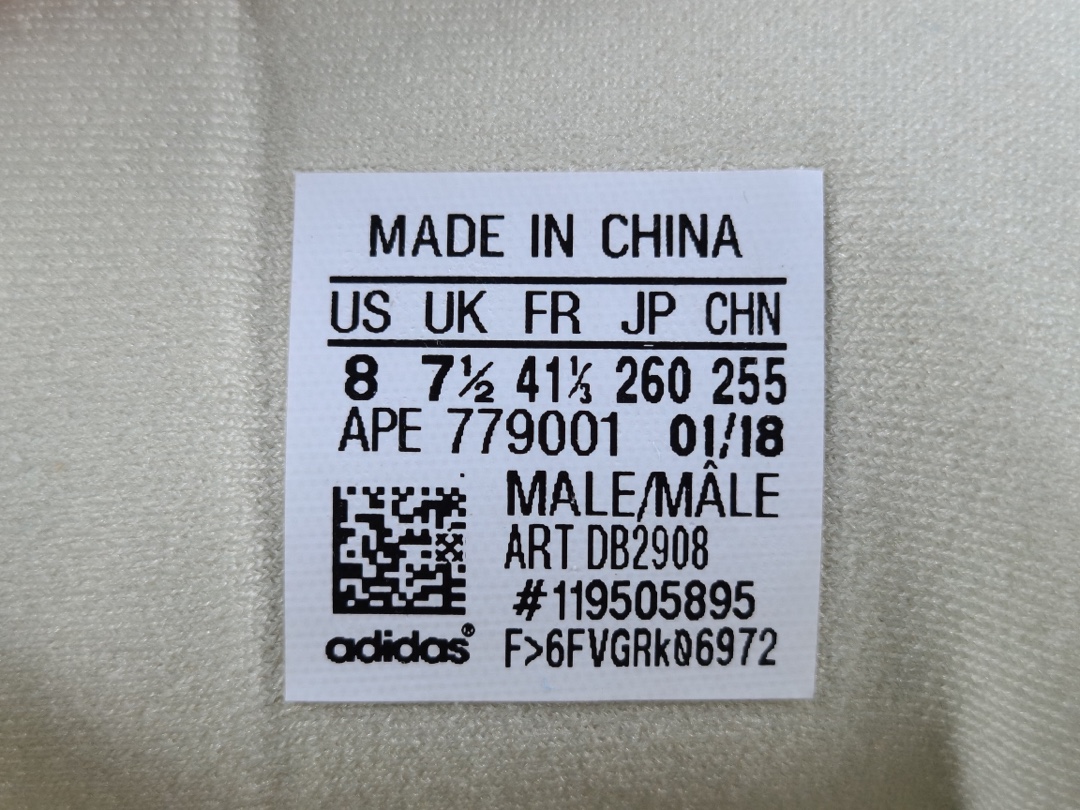 MADE IN CHINA
US UK FR JP CHN
8 7½ 41⅓ 260 255
APE 779001 01/18
MALE/MÂLE
ART DB2908
#119505895
adidas® F>6FVGRk06972